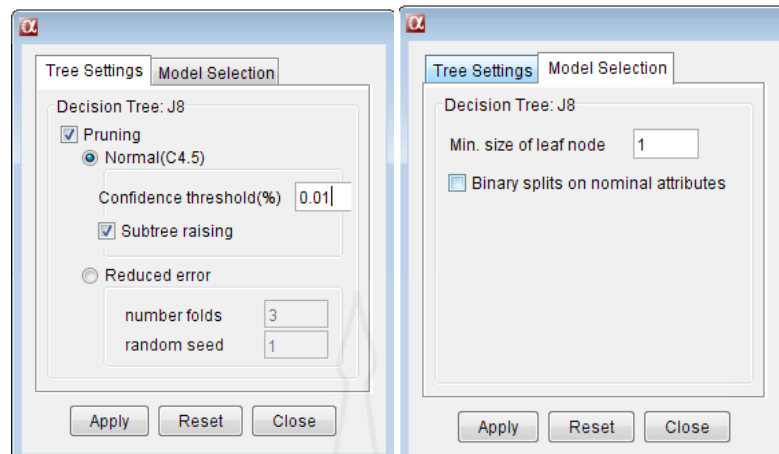 α
Tree Settings Model Selection
Decision Tree: J8
Pruning
Normal(C4.5)
Confidence threshold(%) 0.01
Subtree raising
Reduced error
number folds 3
random seed 1
Apply Reset Close
α
Tree Settings Model Selection
Decision Tree: J8
Min. size of leaf node 1
Binary splits on nominal attributes
Apply Reset Close